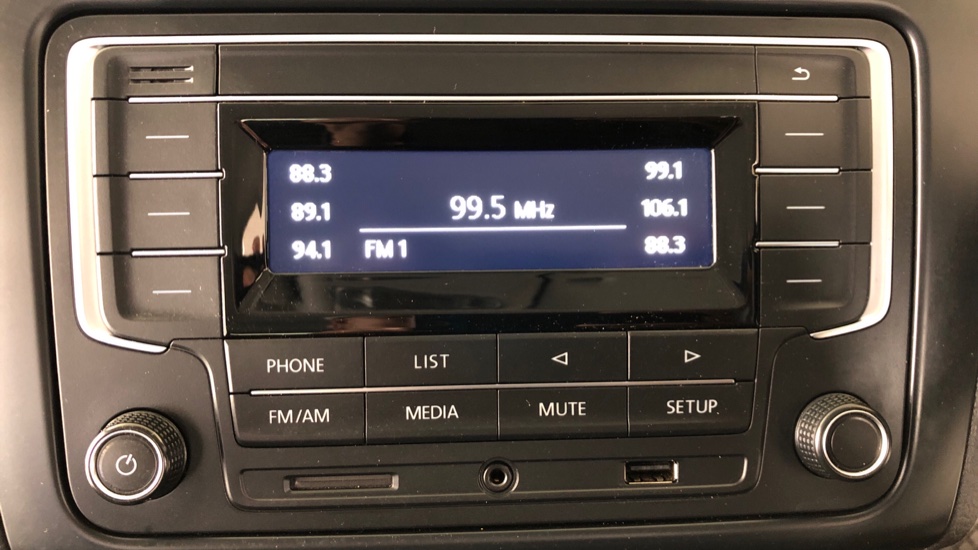 88.3 99.1
89.1 99.5 MHz 106.1
94.1 FM 1 88.3
PHONE LIST
FM/AM MEDIA MUTE SETUP